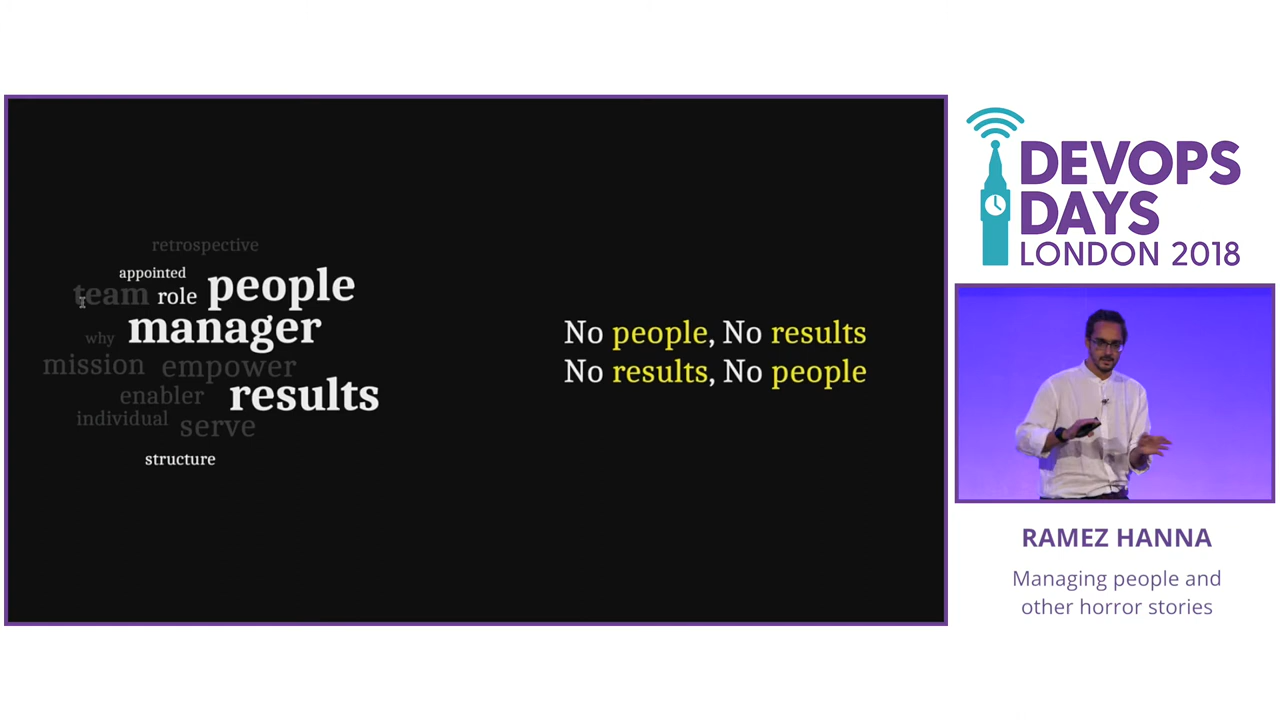 retrospective
appointed
team role people
why manager
mission empower
enabler results
individual serve
structure
No people, No results
No results, No people
DEVOPS
DAYS
LONDON 2018
RAMEZ HANNA
Managing people and
other horror stories